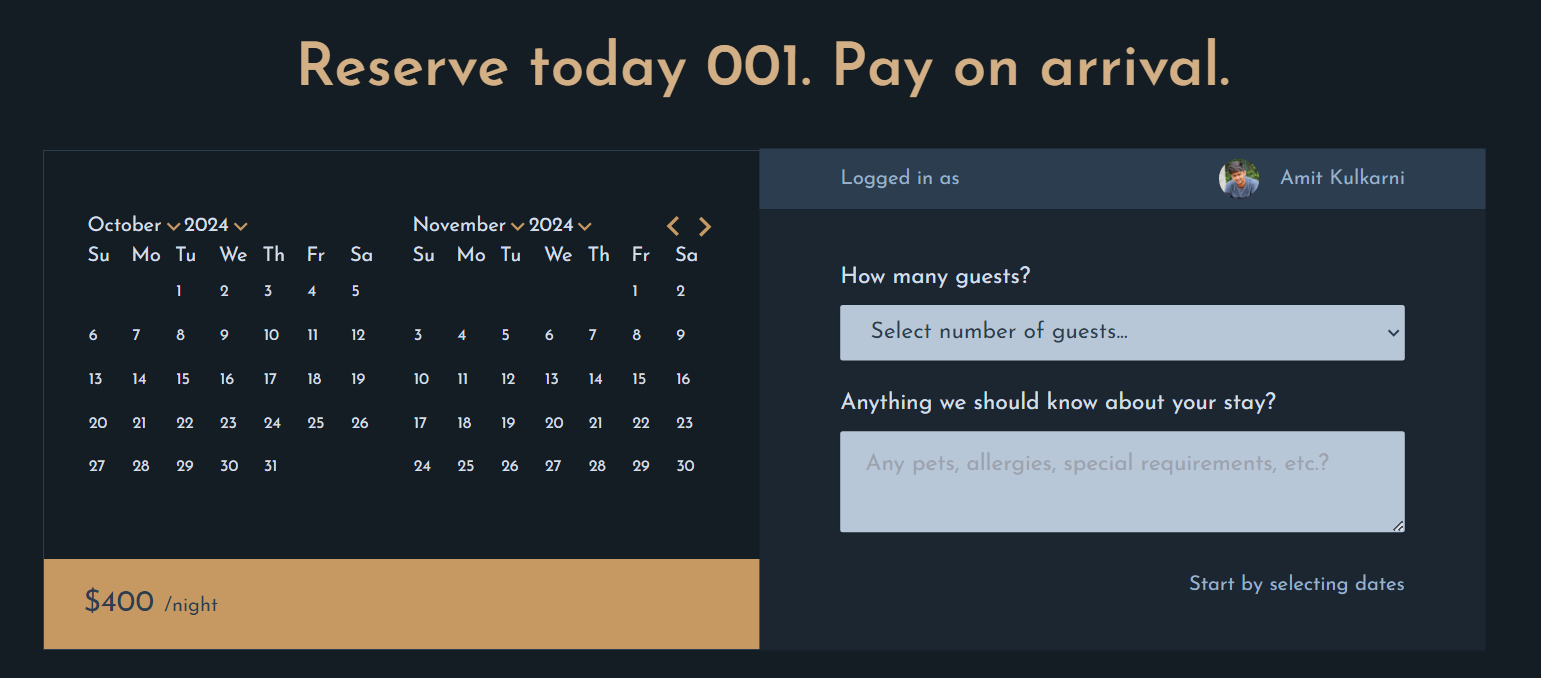 Reserve today 001. Pay on arrival.
October 2024
Su Mo Tu We Th Fr Sa
1 2 3 4 5
6 7 8 9 10 11 12
13 14 15 16 17 18 19
20 21 22 23 24 25 26
27 28 29 30 31
November 2024
Su Mo Tu We Th Fr Sa
1 2
3 4 5 6 7 8 9
10 11 12 13 14 15 16
17 18 19 20 21 22 23
24 25 26 27 28 29 30
$400 /night
Logged in as Amit Kulkarni
How many guests?
Select number of guests...
Anything we should know about your stay?
Any pets, allergies, special requirements, etc.?
Start by selecting dates